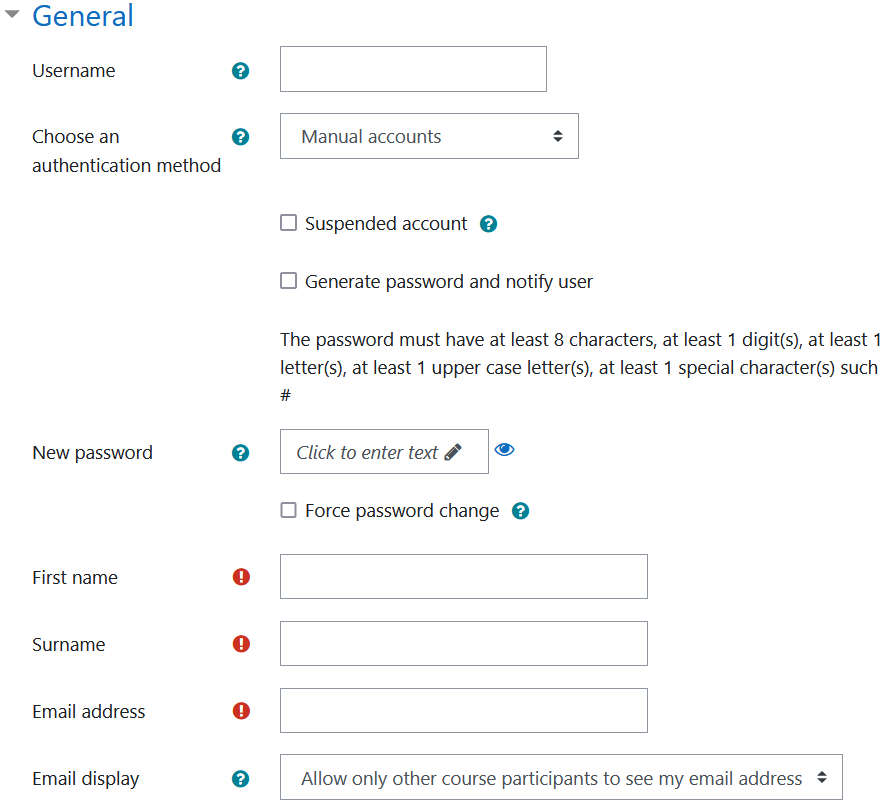 General
Username
Choose an
authentication method
Manual accounts
Suspended account
Generate password and notify user
The password must have at least 8 characters, at least 1 digit(s), at least 1
letter(s), at least 1 upper case letter(s), at least 1 special character(s) such
#
New password
Click to enter text
Force password change
First name
Surname
Email address
Email display
Allow only other course participants to see my email address